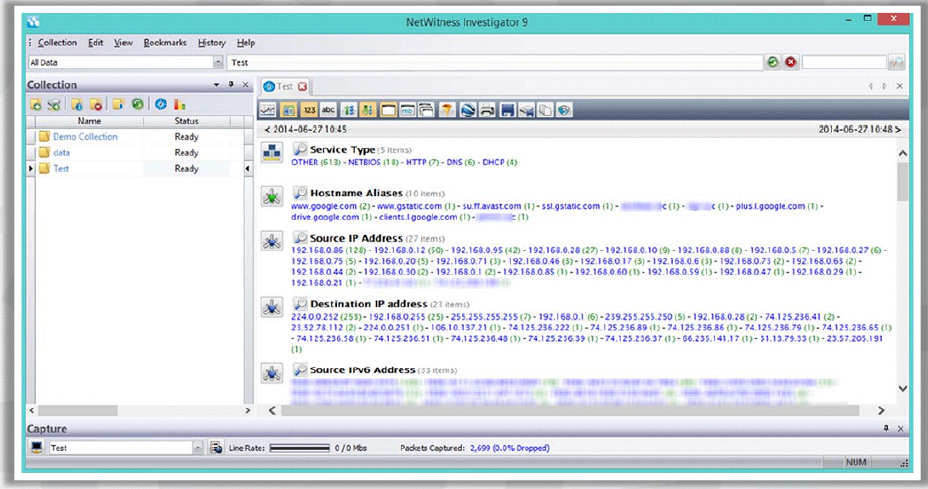 NetWitness Investigator 9
Collection Edit View Bookmarks History Help
All Data Test
Collection
Test
Name Status
< 2014-06-27 10:45 2014-06-27 10:48 >
Demo Collection Ready
data Ready
Test Ready
Service Type (5 items)
OTHER (613) - NETBIOS (18) - HTTP (7) - DNS (6) - DHCP (4)
Hostname Aliases (10 items)
www.google.com (2) - www.gstatic.com (1) - su.ff.avast.com (1) - ssl.gstatic.com (1) - c (1) - c (1) - plus.l.google.com (1) -
drive.google.com (1) - clients.l.google.com (1) - c (1)
Source IP Address (27 items)
192.168.0.86 (128) - 192.168.0.12 (50) - 192.168.0.95 (42) - 192.168.0.28 (27) - 192.168.0.10 (9) - 192.168.0.88 (8) - 192.168.0.5 (7) - 192.168.0.27 (6) -
192.168.0.75 (5) - 192.168.0.20 (5) - 192.168.0.71 (3) - 192.168.0.46 (3) - 192.168.0.17 (3) - 192.168.0.6 (3) - 192.168.0.73 (2) - 192.168.0.63 (2) -
192.168.0.44 (2) - 192.168.0.30 (2) - 192.168.0.1 (2) - 192.168.0.85 (1) - 192.168.0.60 (1) - 192.168.0.59 (1) - 192.168.0.47 (1) - 192.168.0.29 (1) -
192.168.0.21 (1) -
Destination IP address (23 items)
224.0.0.252 (253) - 192.168.0.255 (25) - 255.255.255.255 (7) - 192.168.0.1 (6) - 239.255.255.250 (5) - 192.168.0.28 (2) - 74.125.236.41 (2) -
23.52.78.112 (2) - 224.0.0.251 (1) - 106.10.137.21 (1) - 74.125.236.222 (1) - 74.125.236.89 (1) - 74.125.236.86 (1) - 74.125.236.79 (1) - 74.125.236.65 (1)
- 74.125.236.58 (1) - 74.125.236.51 (1) - 74.125.236.48 (1) - 74.125.236.39 (1) - 74.125.236.37 (1) - 66.235.141.17 (1) - 31.13.79.33 (1) - 23.57.205.191
(1)
Source IPv6 Address (33 items)
Capture
Test Line Rate: 0 / 0 Mbs Packets Captured: 2,699 (0.0% Dropped)
NUM